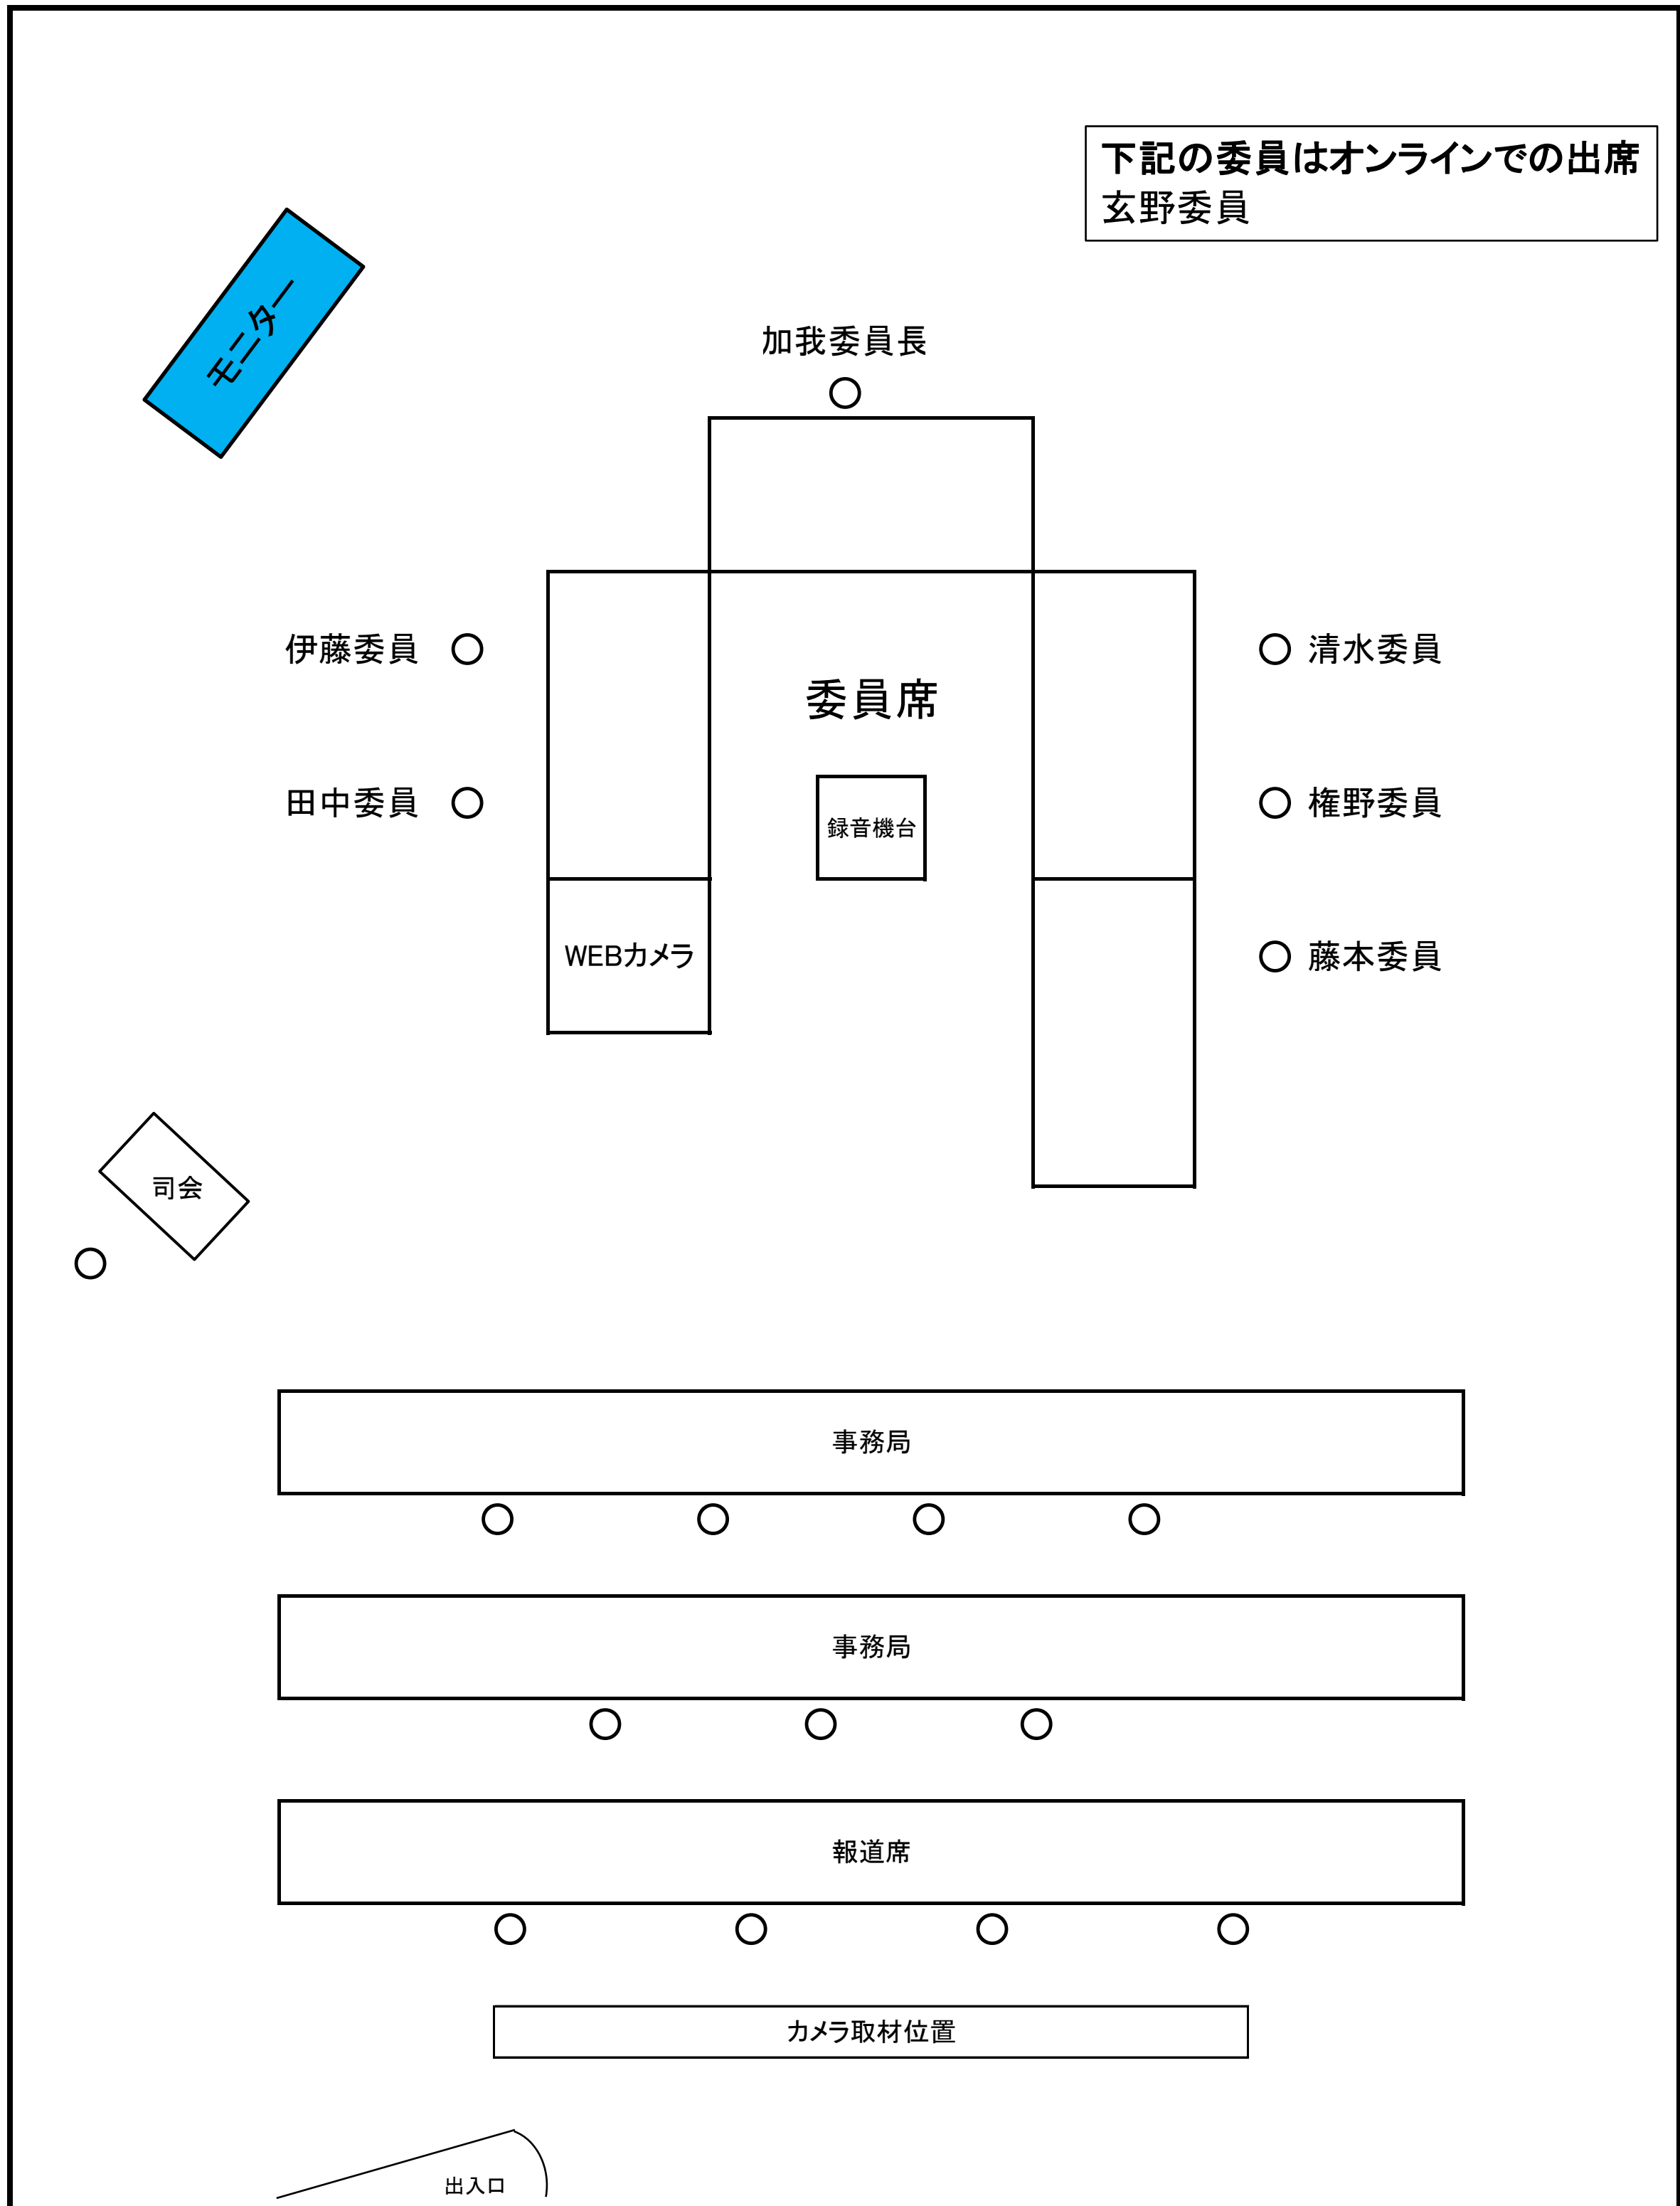 下記の委員はオンラインでの出席
玄野委員
モニター
加我委員長
伊藤委員
清水委員
委員席
田中委員
権野委員
録音機台
WEBカメラ
藤本委員
司会
事務局
事務局
報道席
カメラ取材位置
出入口